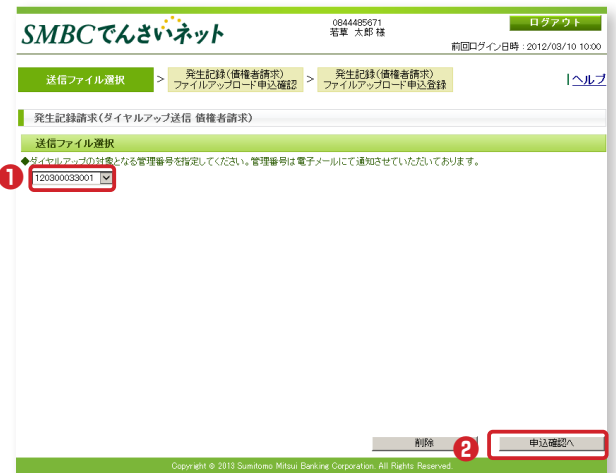 SMBCでんさいネット
0844485671
若草 太郎 様
ログアウト
前回ログイン日時：2012/03/10 10:00
送信ファイル選択
>
発生記録(債権者請求)
ファイルアップロード申込確認
>
発生記録(債権者請求)
ファイルアップロード申込登録
|ヘルプ
発生記録請求(ダイヤルアップ送信 債権者請求)
送信ファイル選択
◆ダイヤルアップの対象となる管理番号を指定してください。管理番号は電子メールにて通知させていただいております。
1
120300033001
削除
2
申込確認へ
Copyright © 2013 Sumitomo Mitsui Banking Corporation. All Rights Reserved.